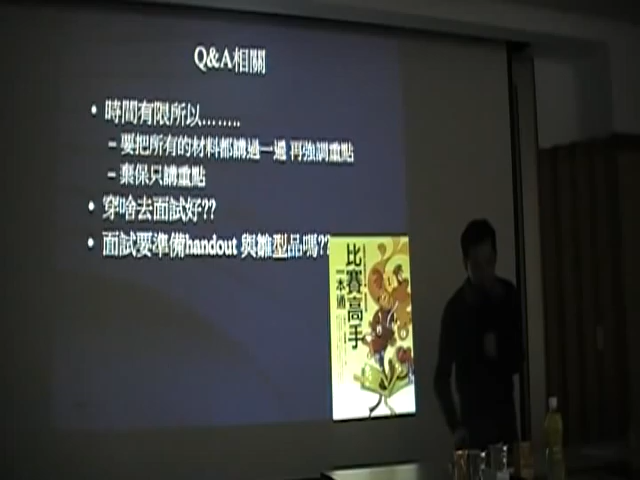 Q&A相關
• 時間有限所以........
– 要把所有的材料都講過一遍 再強調重點
– 棄保只講重點
• 穿啥去面試好??
• 面試要準備handout 與雛型品嗎??
比賽高手
一本通